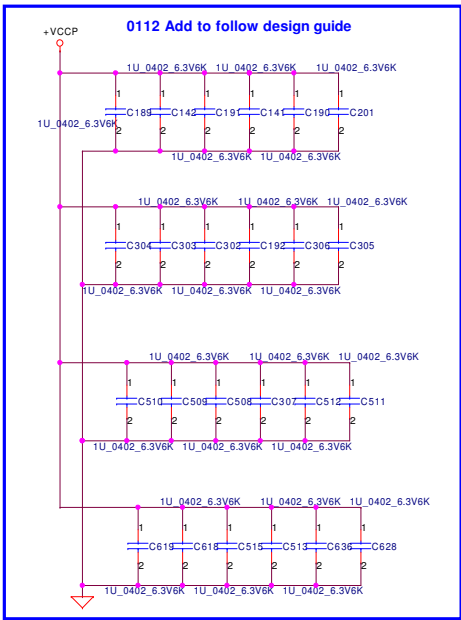 0112 Add to follow design guide
+VCCP
1U_0402_6.3V6K 1U_0402_6.3V6K 1U_0402_6.3V6K
1 1 1 1 1 1
C189 C142 C191 C141 C190 C201
1U_0402_6.3V6K
2 2 2 2 2 2
1U_0402_6.3V6K 1U_0402_6.3V6K
1U_0402_6.3V6K 1U_0402_6.3V6K 1U_0402_6.3V6K
1 1 1 1 1 1
C304 C303 C302 C192 C306 C305
2 2 2 2 2 2
1U_0402_6.3V6K 1U_0402_6.3V6K 1U_0402_6.3V6K
1U_0402_6.3V6K 1U_0402_6.3V6K 1U_0402_6.3V6K
1 1 1 1 1 1
C510 C509 C508 C307 C512 C511
2 2 2 2 2 2
1U_0402_6.3V6K 1U_0402_6.3V6K 1U_0402_6.3V6K
1U_0402_6.3V6K 1U_0402_6.3V6K 1U_0402_6.3V6K
1 1 1 1 1 1
C619 C618 C515 C513 C636 C628
2 2 2 2 2 2
1U_0402_6.3V6K 1U_0402_6.3V6K 1U_0402_6.3V6K